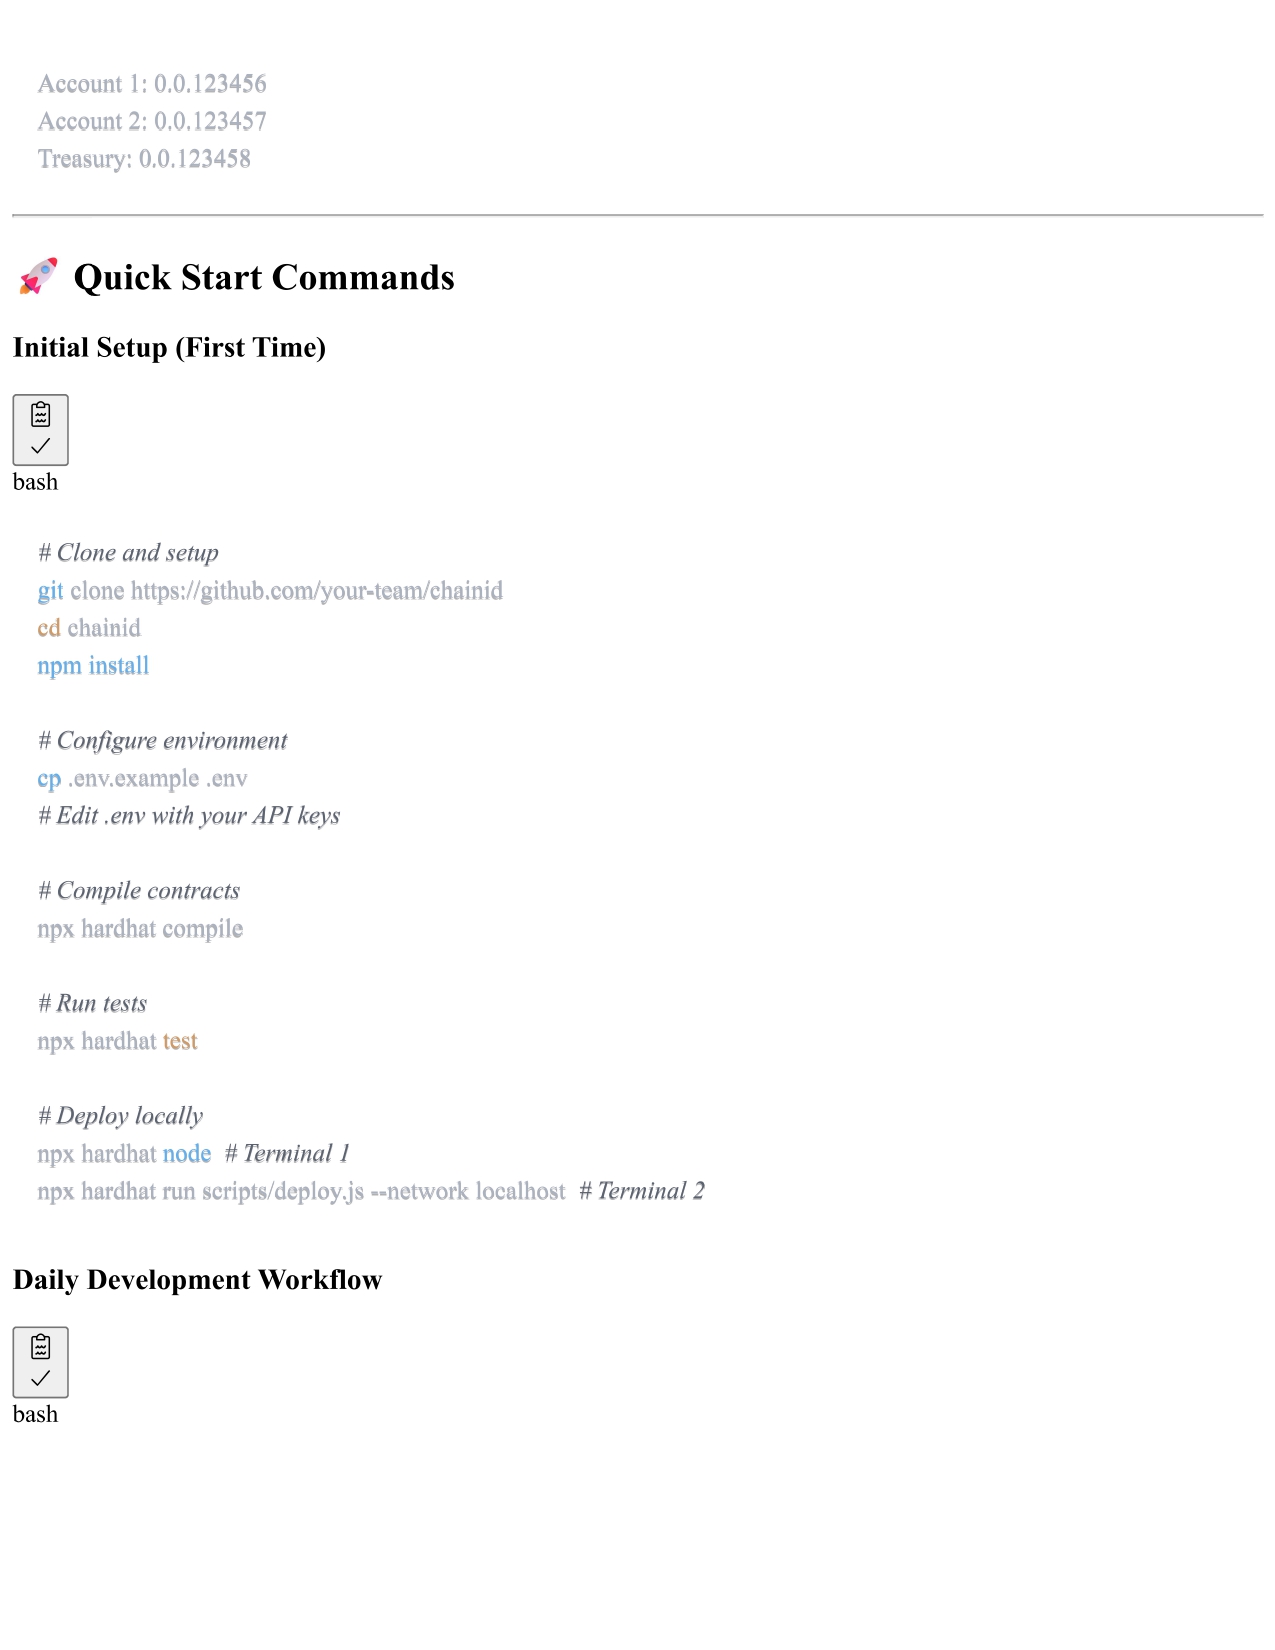 Account 1: 0.0.123456
Account 2: 0.0.123457
Treasury: 0.0.123458
🚀 Quick Start Commands
Initial Setup (First Time)
bash
# Clone and setup
git clone https://github.com/your-team/chainid
cd chainid
npm install
# Configure environment
cp .env.example .env
# Edit .env with your API keys
# Compile contracts
npx hardhat compile
# Run tests
npx hardhat test
# Deploy locally
npx hardhat node  # Terminal 1
npx hardhat run scripts/deploy.js --network localhost  # Terminal 2
Daily Development Workflow
bash